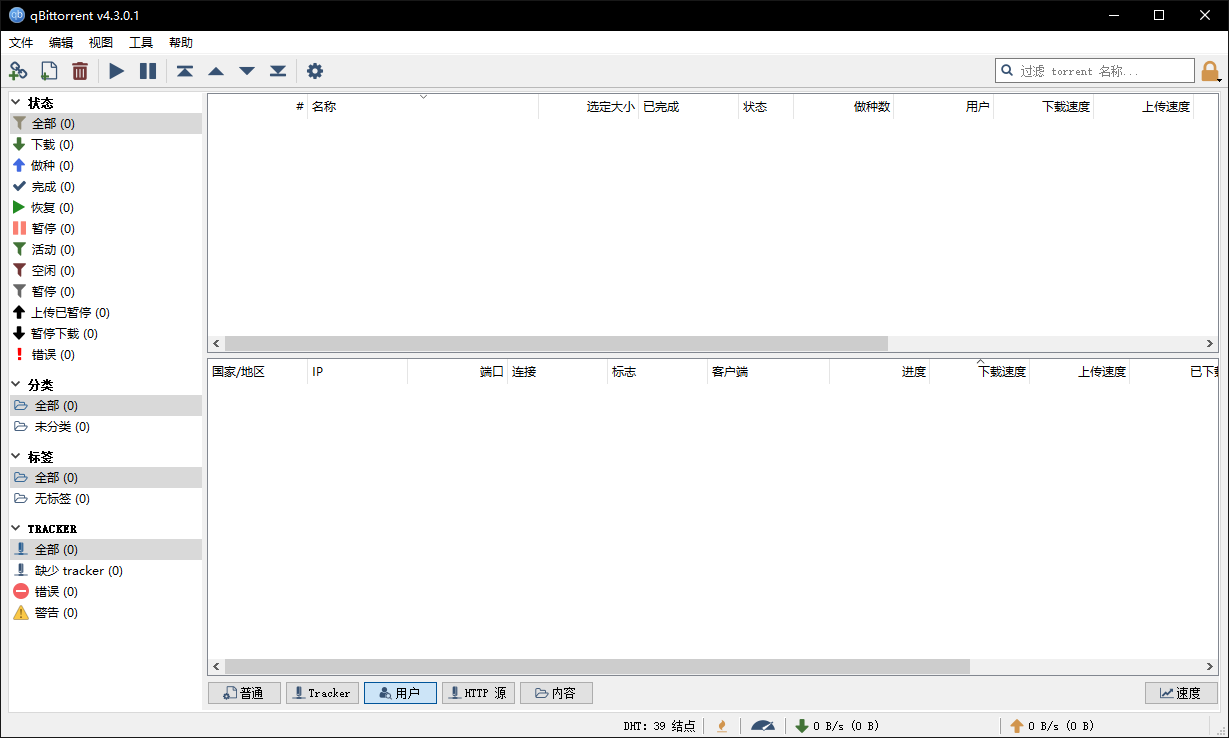 qBittorrent v4.3.0.1
文件 编辑 视图 工具 帮助
过滤 torrent 名称...
状态
全部 (0)
下载 (0)
做种 (0)
完成 (0)
恢复 (0)
暂停 (0)
活动 (0)
空闲 (0)
暂停 (0)
上传已暂停 (0)
暂停下载 (0)
错误 (0)
分类
全部 (0)
未分类 (0)
标签
全部 (0)
无标签 (0)
TRACKER
全部 (0)
缺少 tracker (0)
错误 (0)
警告 (0)
# 名称 选定大小 已完成 状态 做种数 用户 下载速度 上传速度
国家/地区 IP 端口 连接 标志 客户端 进度 下载速度 上传速度 已下
普通 Tracker 用户 HTTP 源 内容 速度
DHT: 39 结点 0 B/s (0 B) 0 B/s (0 B)